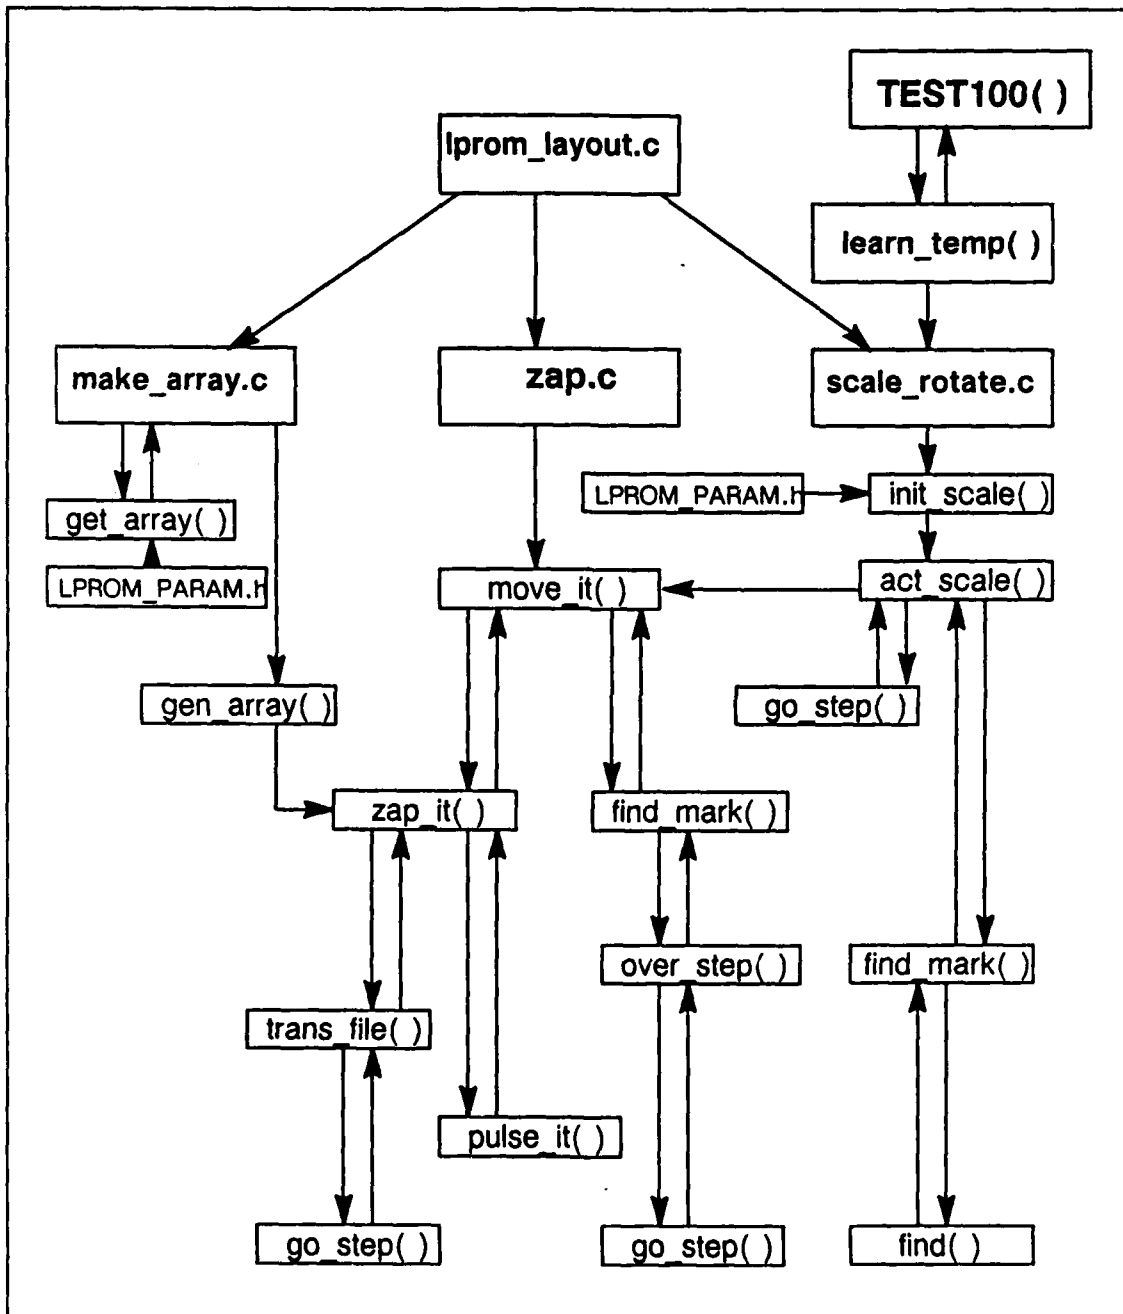 TEST100( )
lprom_layout.c
learn_temp( )
make_array.c
zap.c
scale_rotate.c
LPROM_PARAM.h
init_scale( )
get_array( )
LPROM_PARAM.h
move_it( )
act_scale( )
gen_array( )
go_step( )
zap_it( )
find_mark( )
over_step( )
find_mark( )
trans_file( )
pulse_it( )
go_step( )
go_step( )
find( )